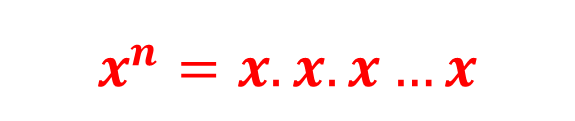 xⁿ = x. x. x ... x